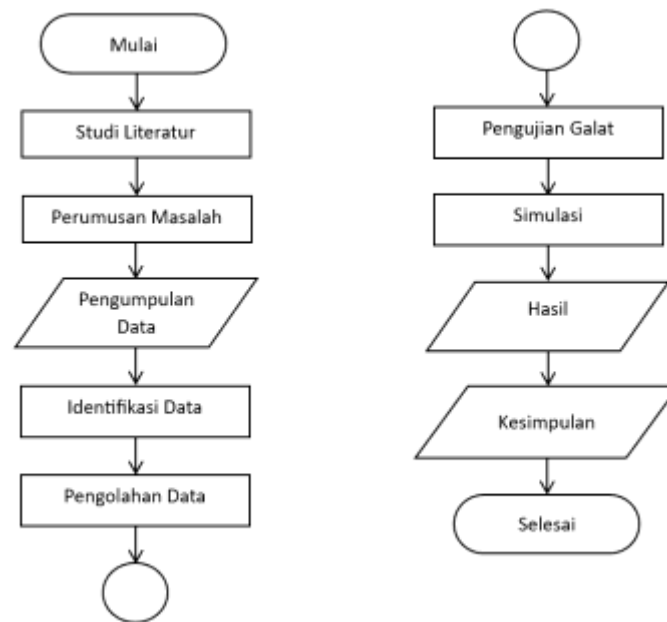 Mulai
Studi Literatur
Perumusan Masalah
Pengumpulan
Data
Identifikasi Data
Pengolahan Data
Pengujian Galat
Simulasi
Hasil
Kesimpulan
Selesai